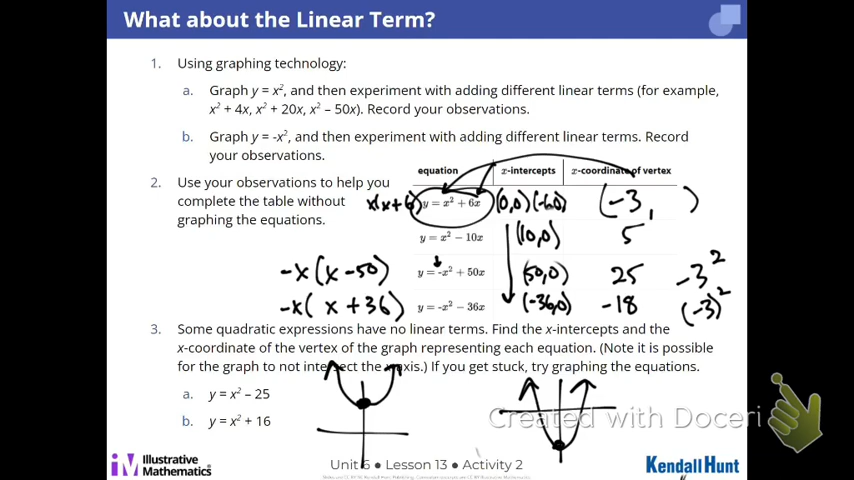 What about the Linear Term?
1. Using graphing technology:
a. Graph y = x², and then experiment with adding different linear terms (for example,
x² + 4x, x² + 20x, x² – 50x). Record your observations.
b. Graph y = -x², and then experiment with adding different linear terms. Record
your observations.
2. Use your observations to help you
complete the table without
graphing the equations.
equation x-intercepts x-coordinate of vertex
x(x+6) y = x² + 6x (0,0) (-6,0) (-3, )
y = x² – 10x (10,0) 5
-x(x-50) y = -x² + 50x (50,0) 25 -3²
-x(x+36) y = -x² – 36x (-36,0) -18 (-3)²
3. Some quadratic expressions have no linear terms. Find the x-intercepts and the
x-coordinate of the vertex of the graph representing each equation. (Note it is possible
for the graph to not intersect the x-axis.) If you get stuck, try graphing the equations.
a. y = x² – 25
b. y = x² + 16
Created with Doceri
IM Illustrative
Mathematics®
Unit 6 ● Lesson 13 ● Activity 2
Kendall Hunt